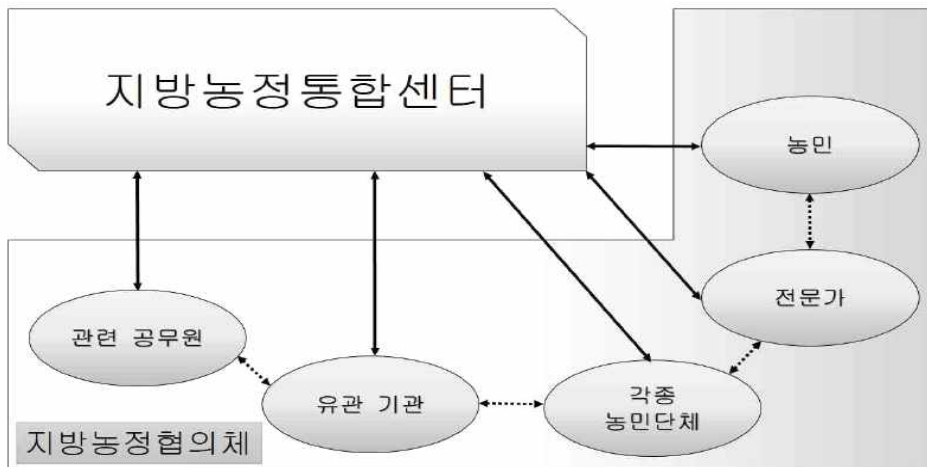 지방농정통합센터
농민
전문가
관련 공무원
유관 기관
각종
농민단체
지방농정협의체